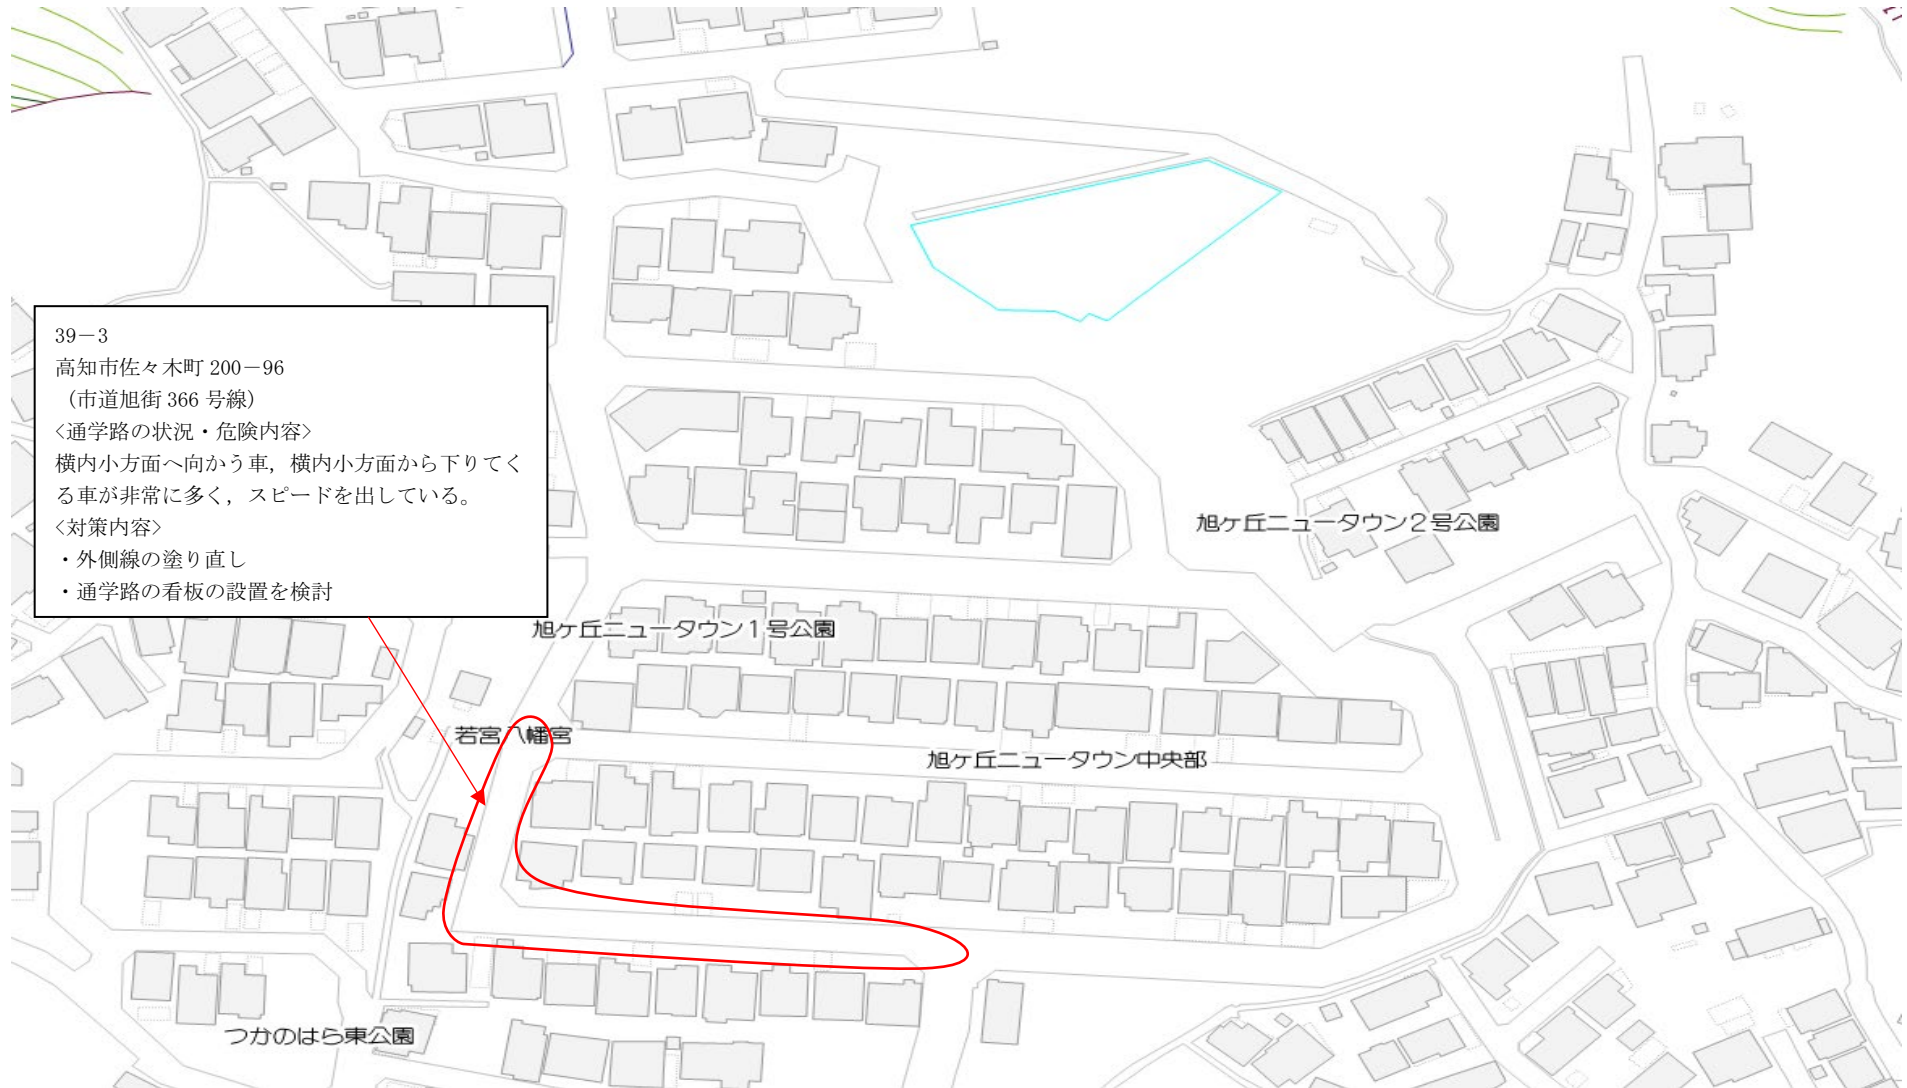 39－3
高知市佐々木町 200－96
（市道旭街 366 号線）
<通学路の状況・危険内容>
横内小方面へ向かう車，横内小方面から下りてく
る車が非常に多く，スピードを出している。
<対策内容>
・外側線の塗り直し
・通学路の看板の設置を検討
旭ケ丘ニュータウン２号公園
旭ケ丘ニュータウン１号公園
若宮八幡宮
旭ケ丘ニュータウン中央部
つかのはら東公園